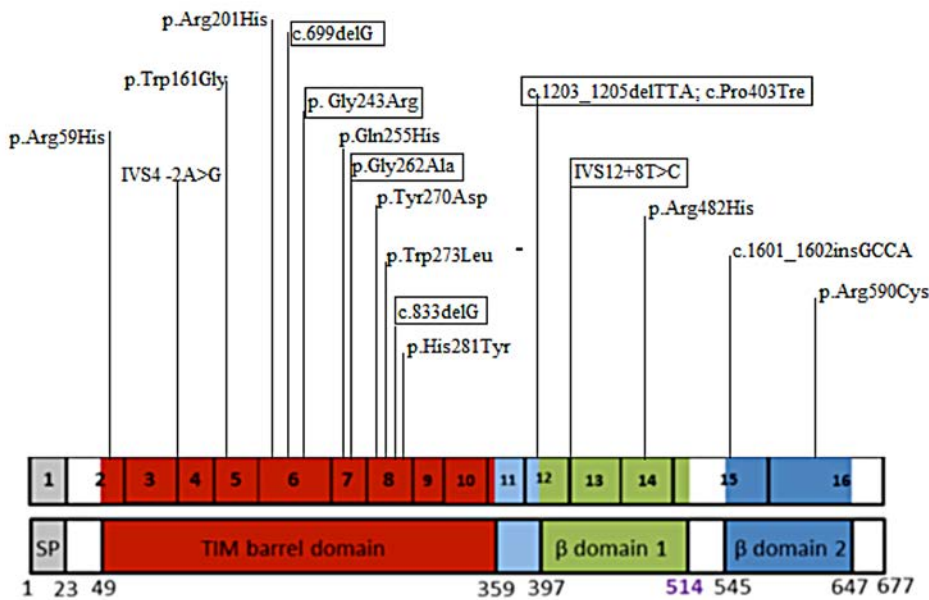 p.Arg201His
c.699delG
p.Trp161Gly
p. Gly243Arg
c.1203_1205delTTA; c.Pro403Tre
p.Arg59His
p.Gln255His
IVS4 -2A>G
p.Gly262Ala
IVS12+8T>C
p.Tyr270Asp
p.Arg482His
p.Trp273Leu
-
c.1601_1602insGCCA
c.833delG
p.Arg590Cys
p.His281Tyr
1 2 3 4 5 6 7 8 9 10 11 12 13 14 15 16
SP TIM barrel domain β domain 1 β domain 2
1 23 49 359 397 514 545 647 677